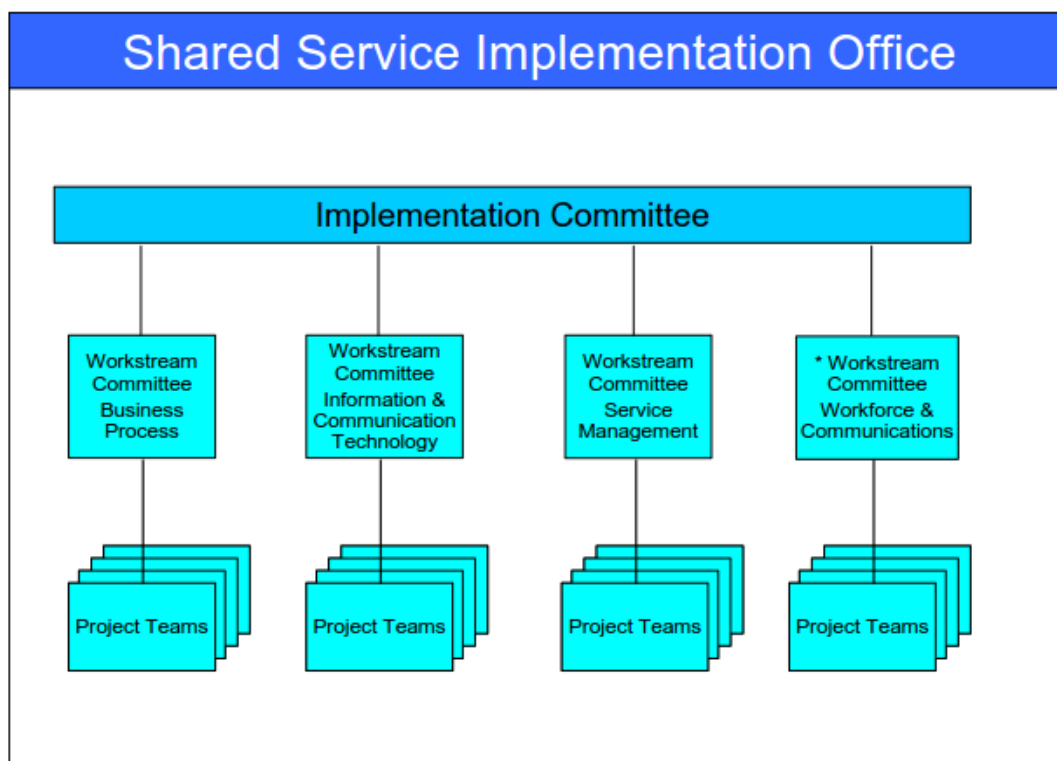 Shared Service Implementation Office
Implementation Committee
Workstream
Committee
Business
Process
Workstream
Committee
Information &
Communication
Technology
Workstream
Committee
Service
Management
* Workstream
Committee
Workforce &
Communications
Project Teams
Project Teams
Project Teams
Project Teams